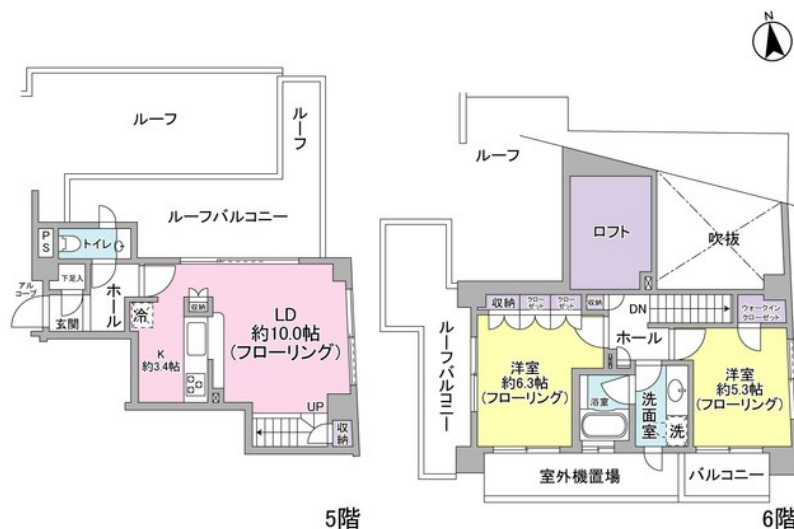 N
ルーフ
ルーフ
ルーフバルコニー
PS
トイレ
下足入
アルコーブ
玄関
ホール
冷
収納
K
約3.4帖
LD
約10.0帖
(フローリング)
UP
収納
5階
ルーフ
ロフト
吹抜
ルーフバルコニー
収納
クローゼット
クローゼット
収納
DN
ホール
ウォークイン
クローゼット
洋室
約6.3帖
(フローリング)
浴室
洗面室
洗
洋室
約5.3帖
(フローリング)
室外機置場
バルコニー
6階